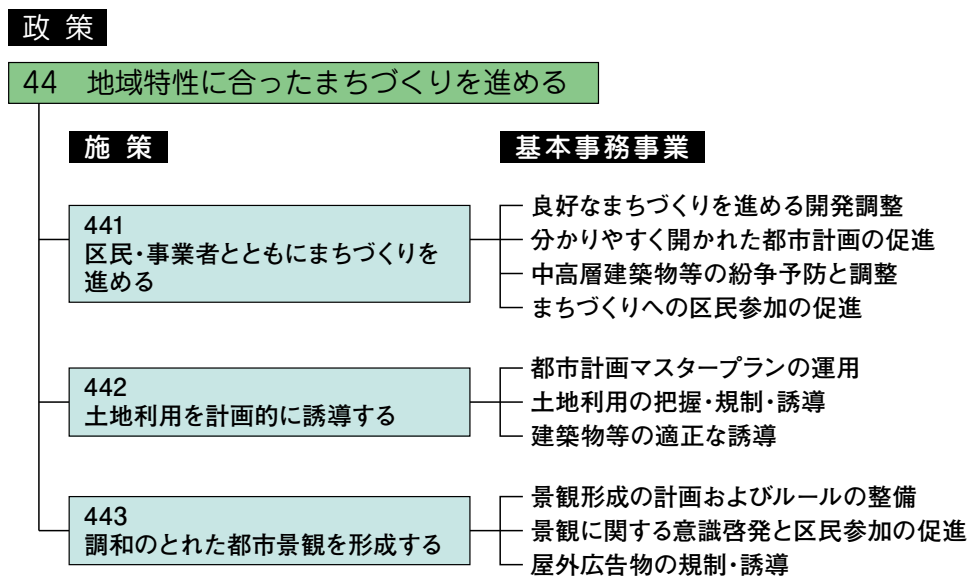 政策
44 地域特性に合ったまちづくりを進める
施策
基本事務事業
441
区民・事業者とともにまちづくりを
進める
良好なまちづくりを進める開発調整
分かりやすく開かれた都市計画の促進
中高層建築物等の紛争予防と調整
まちづくりへの区民参加の促進
442
土地利用を計画的に誘導する
都市計画マスタープランの運用
土地利用の把握・規制・誘導
建築物等の適正な誘導
443
調和のとれた都市景観を形成する
景観形成の計画およびルールの整備
景観に関する意識啓発と区民参加の促進
屋外広告物の規制・誘導